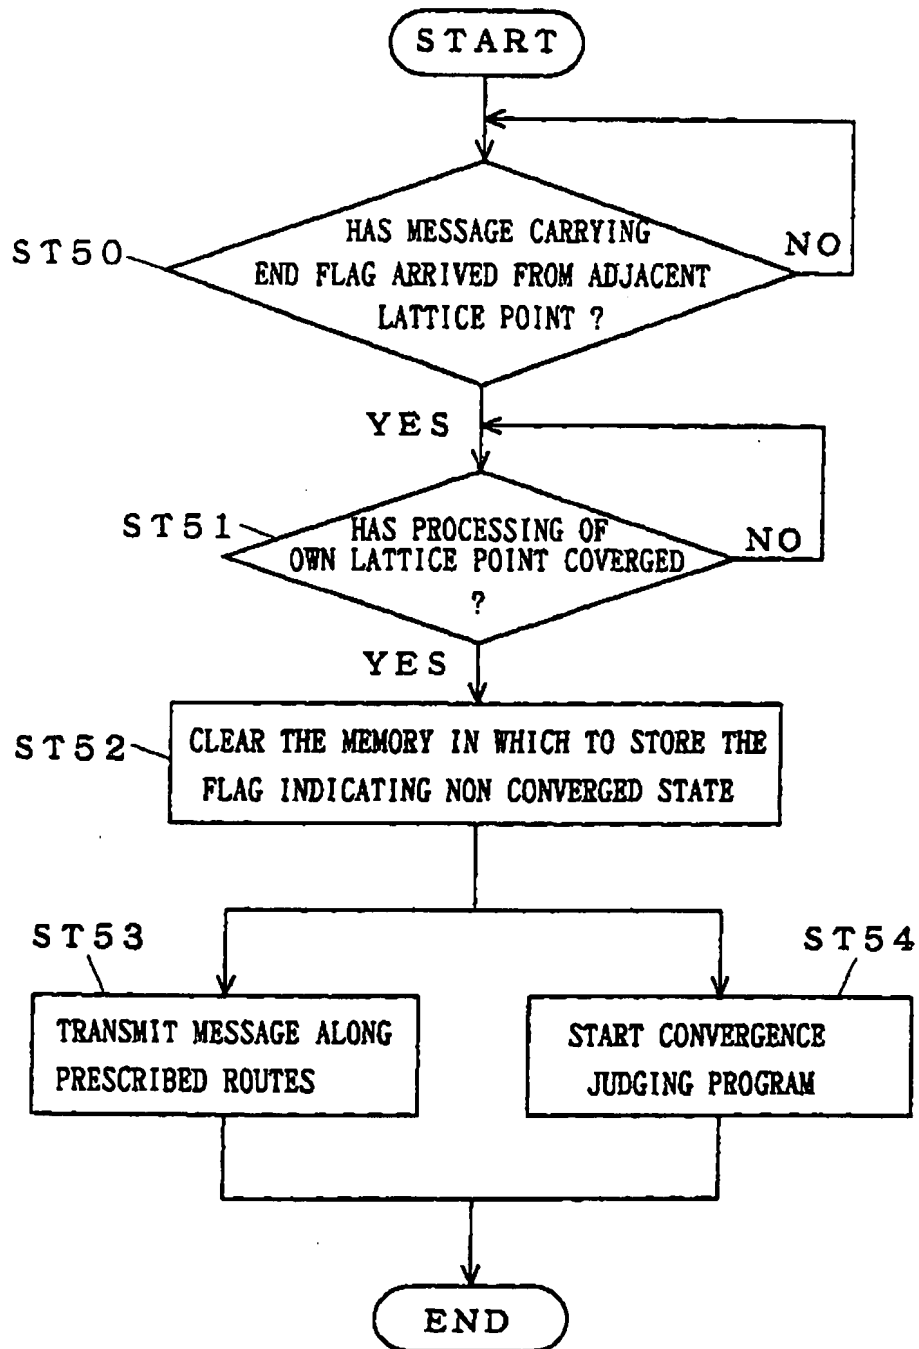 START
HAS MESSAGE CARRYING
NO
ST50
END FLAG ARRIVED FROM ADJACENT
LATTICE POINT ?
YES
ST51
HAS PROCESSING OF
NO
OWN LATTICE POINT COVERGED
?
YES
ST52
CLEAR THE MEMORY IN WHICH TO STORE THE
FLAG INDICATING NON CONVERGED STATE
ST53
ST54
TRANSMIT MESSAGE ALONG
PRESCRIBED ROUTES
START CONVERGENCE
JUDGING PROGRAM
END